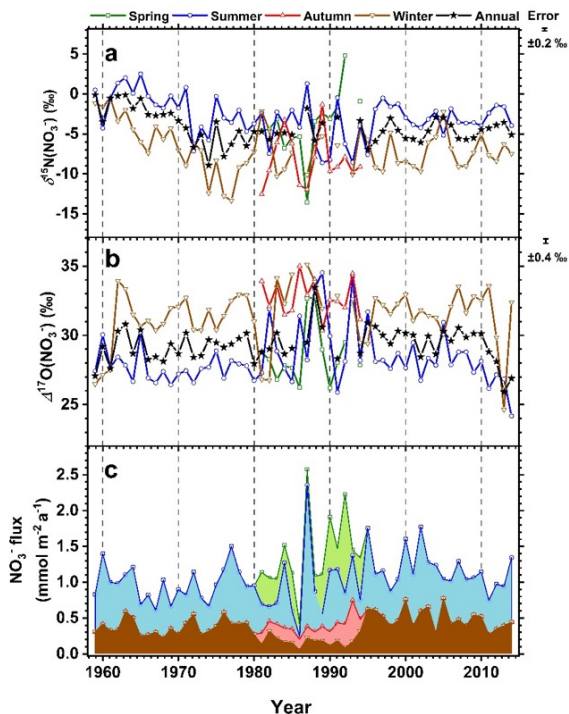 Spring Summer Autumn Winter Annual Error
±0.2 ‰
a
5
0
-5
-10
-15
δ¹⁵N(NO₃⁻) (‰)
±0.4 ‰
b
35
30
25
Δ¹⁷O(NO₃⁻) (‰)
c
2.5
2.0
1.5
1.0
0.5
0.0
NO₃⁻ flux
(mmol m⁻² a⁻¹)
1960 1970 1980 1990 2000 2010
Year